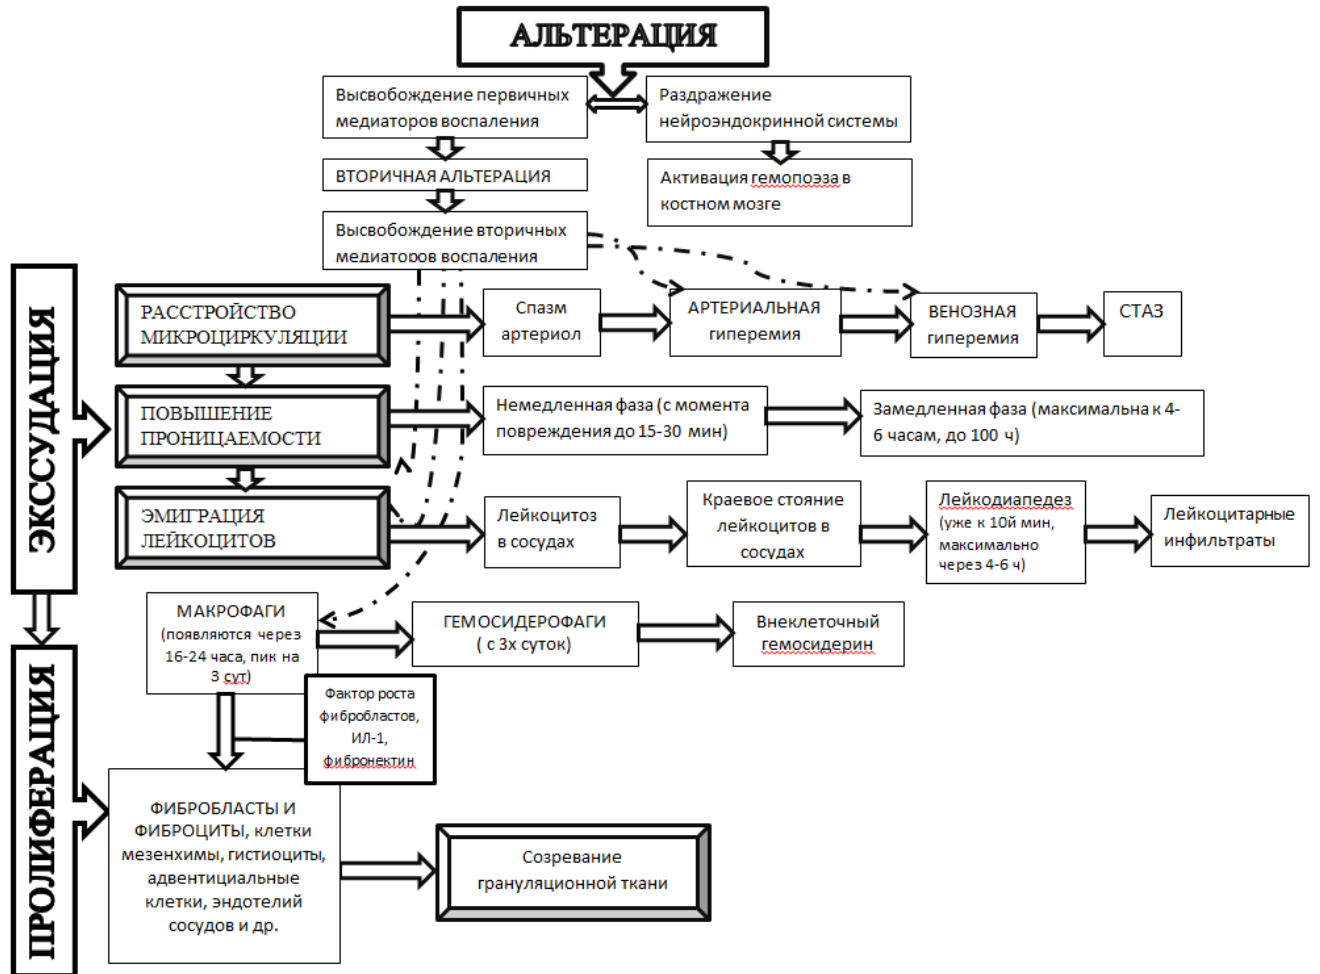 АЛЬТЕРАЦИЯ
Высвобождение первичных
медиаторов воспаления
Раздражение
нейроэндокринной системы
ВТОРИЧНАЯ АЛЬТЕРАЦИЯ
Активация гемопоэза в
костном мозге
Высвобождение вторичных
медиаторов воспаления
ЭКССУДАЦИЯ
РАССТРОЙСТВО
МИКРОЦИРКУЛЯЦИИ
Спазм
артериол
АРТЕРИАЛЬНАЯ
гиперемия
ВЕНОЗНАЯ
гиперемия
СТАЗ
ПОВЫШЕНИЕ
ПРОНИЦАЕМОСТИ
Немедленная фаза (с момента
повреждения до 15-30 мин)
Замедленная фаза (максимальна к 4-
6 часам, до 100 ч)
ЭМИГРАЦИЯ
ЛЕЙКОЦИТОВ
Лейкоцитоз
в сосудах
Краевое стояние
лейкоцитов в
сосудах
Лейкодиапедез
(уже к 10й мин,
максимально
через 4-6 ч)
Лейкоцитарные
инфильтраты
ПРОЛИФЕРАЦИЯ
МАКРОФАГИ
(появляются через
16-24 часа, пик на
3 сут)
ГЕМОСИДЕРОФАГИ
( с 3х суток)
Внеклеточный
гемосидерин
Фактор роста
фибробластов,
ИЛ-1,
фибронектин
ФИБРОБЛАСТЫ И
ФИБРОЦИТЫ, клетки
мезенхимы, гистиоциты,
адвентициальные
клетки, эндотелий
сосудов и др.
Созревание
грануляционной ткани